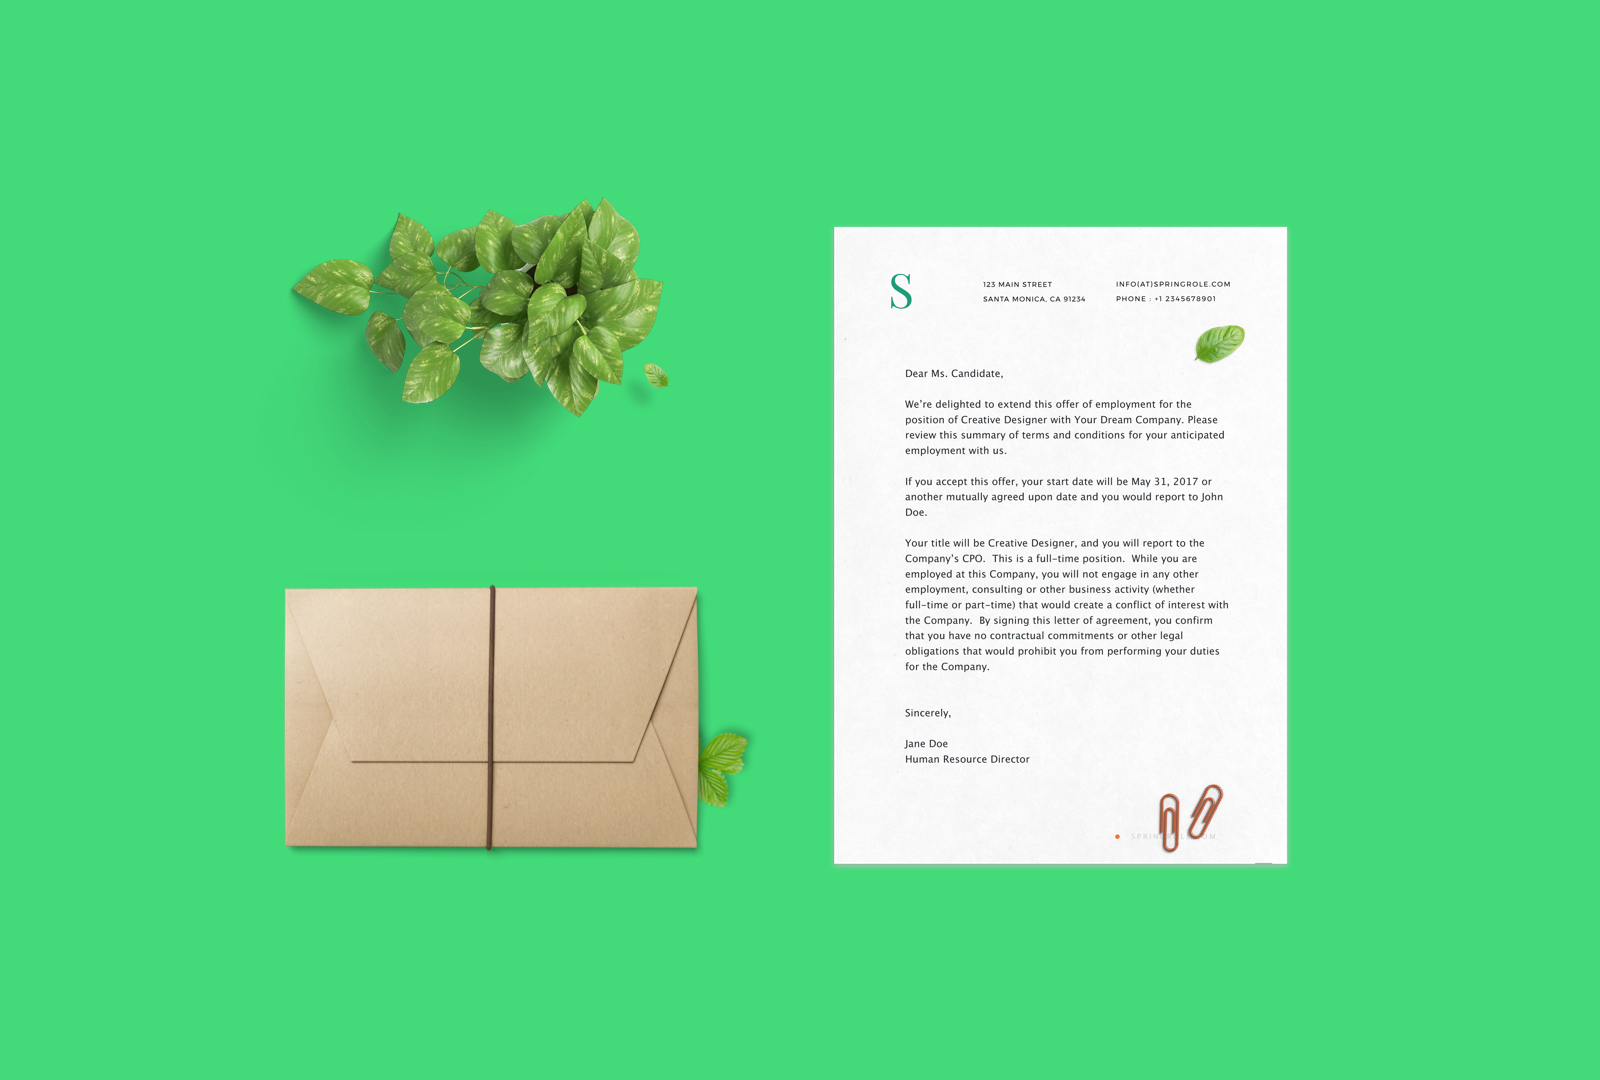 S
123 MAIN STREET
SANTA MONICA, CA 91234
INFO(AT)SPRINGROLE.COM
PHONE : +1 2345678901
Dear Ms. Candidate,
We're delighted to extend this offer of employment for the
position of Creative Designer with Your Dream Company. Please
review this summary of terms and conditions for your anticipated
employment with us.
If you accept this offer, your start date will be May 31, 2017 or
another mutually agreed upon date and you would report to John
Doe.
Your title will be Creative Designer, and you will report to the
Company's CPO.  This is a full-time position.  While you are
employed at this Company, you will not engage in any other
employment, consulting or other business activity (whether
full-time or part-time) that would create a conflict of interest with
the Company.  By signing this letter of agreement, you confirm
that you have no contractual commitments or other legal
obligations that would prohibit you from performing your duties
for the Company.
Sincerely,
Jane Doe
Human Resource Director